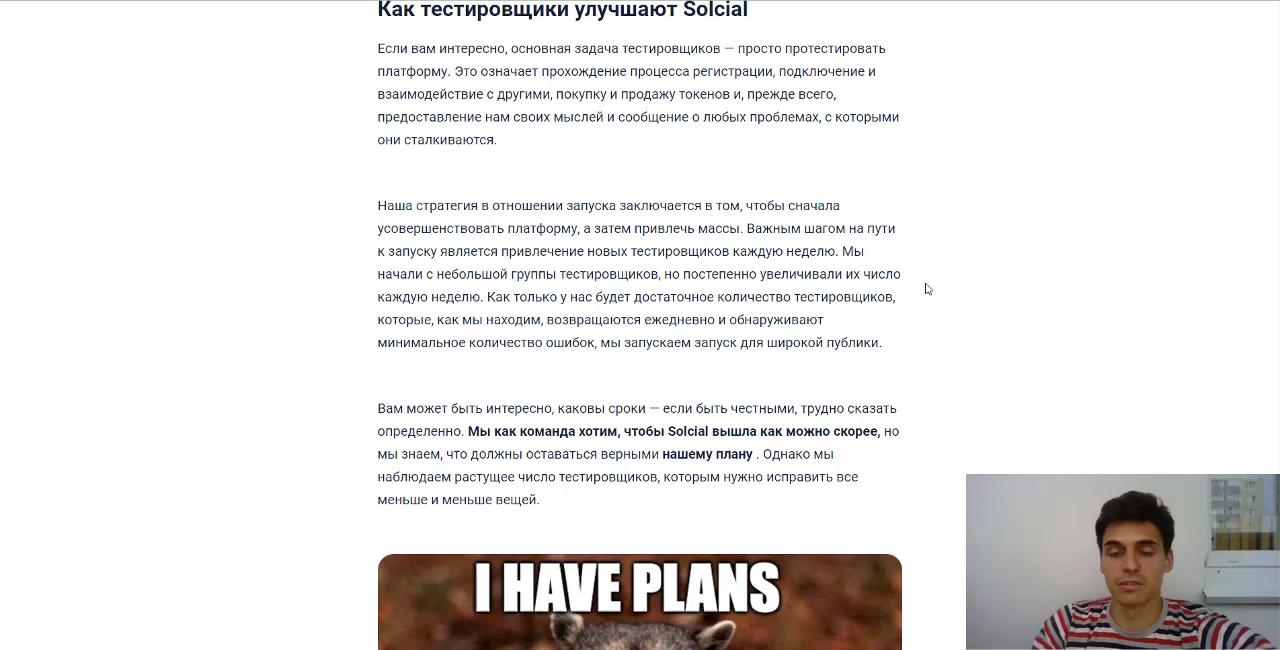 Как тестировщики улучшают Solcial
Если вам интересно, основная задача тестировщиков — просто протестировать
платформу. Это означает прохождение процесса регистрации, подключение и
взаимодействие с другими, покупку и продажу токенов и, прежде всего,
предоставление нам своих мыслей и сообщение о любых проблемах, с которыми
они сталкиваются.
Наша стратегия в отношении запуска заключается в том, чтобы сначала
усовершенствовать платформу, а затем привлечь массы. Важным шагом на пути
к запуску является привлечение новых тестировщиков каждую неделю. Мы
начали с небольшой группы тестировщиков, но постепенно увеличивали их число
каждую неделю. Как только у нас будет достаточное количество тестировщиков,
которые, как мы находим, возвращаются ежедневно и обнаруживают
минимальное количество ошибок, мы запускаем запуск для широкой публики.
Вам может быть интересно, каковы сроки — если быть честными, трудно сказать
определенно. Мы как команда хотим, чтобы Solcial вышла как можно скорее, но
мы знаем, что должны оставаться верными нашему плану . Однако мы
наблюдаем растущее число тестировщиков, которым нужно исправить все
меньше и меньше вещей.
I HAVE PLANS